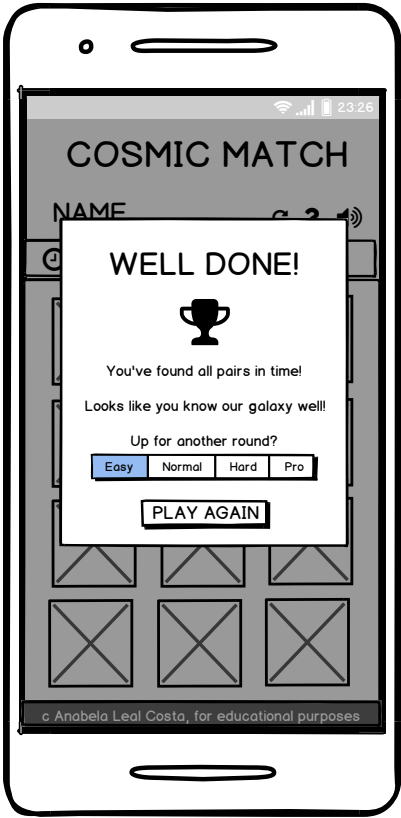 23:26
COSMIC MATCH
NAME
?
WELL DONE!
You've found all pairs in time!
Looks like you know our galaxy well!
Up for another round?
Easy Normal Hard Pro
PLAY AGAIN
c Anabela Leal Costa, for educational purposes